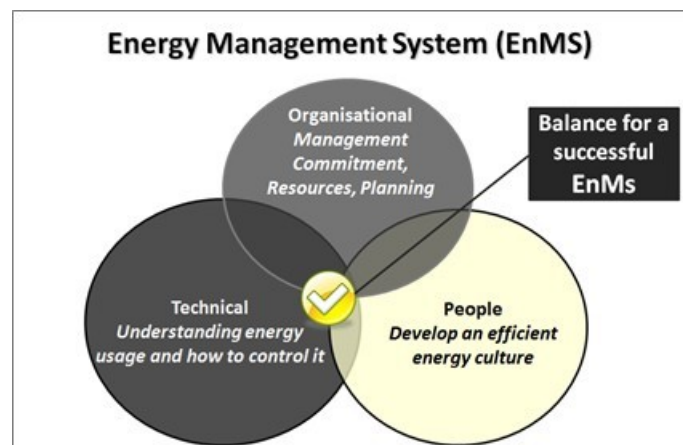 Energy Management System (EnMS)
Organisational
Management
Commitment,
Resources, Planning
Balance for a
successful
EnMs
Technical
Understanding energy
usage and how to control it
People
Develop an efficient
energy culture